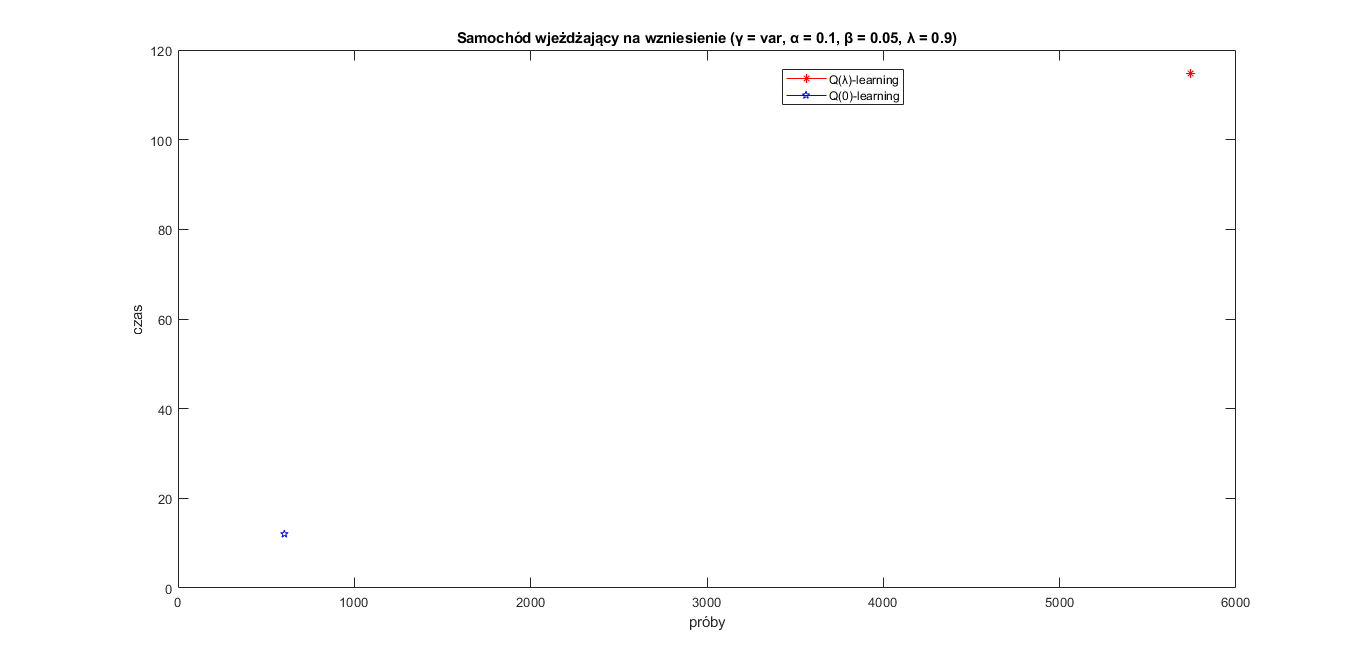 Samochód wjeżdżający na wzniesienie (γ = var, α = 0.1, β = 0.05, λ = 0.9)
120
100
80
60
40
20
0
czas
Q(λ)-learning
Q(0)-learning
0 1000 2000 3000 4000 5000 6000
próby